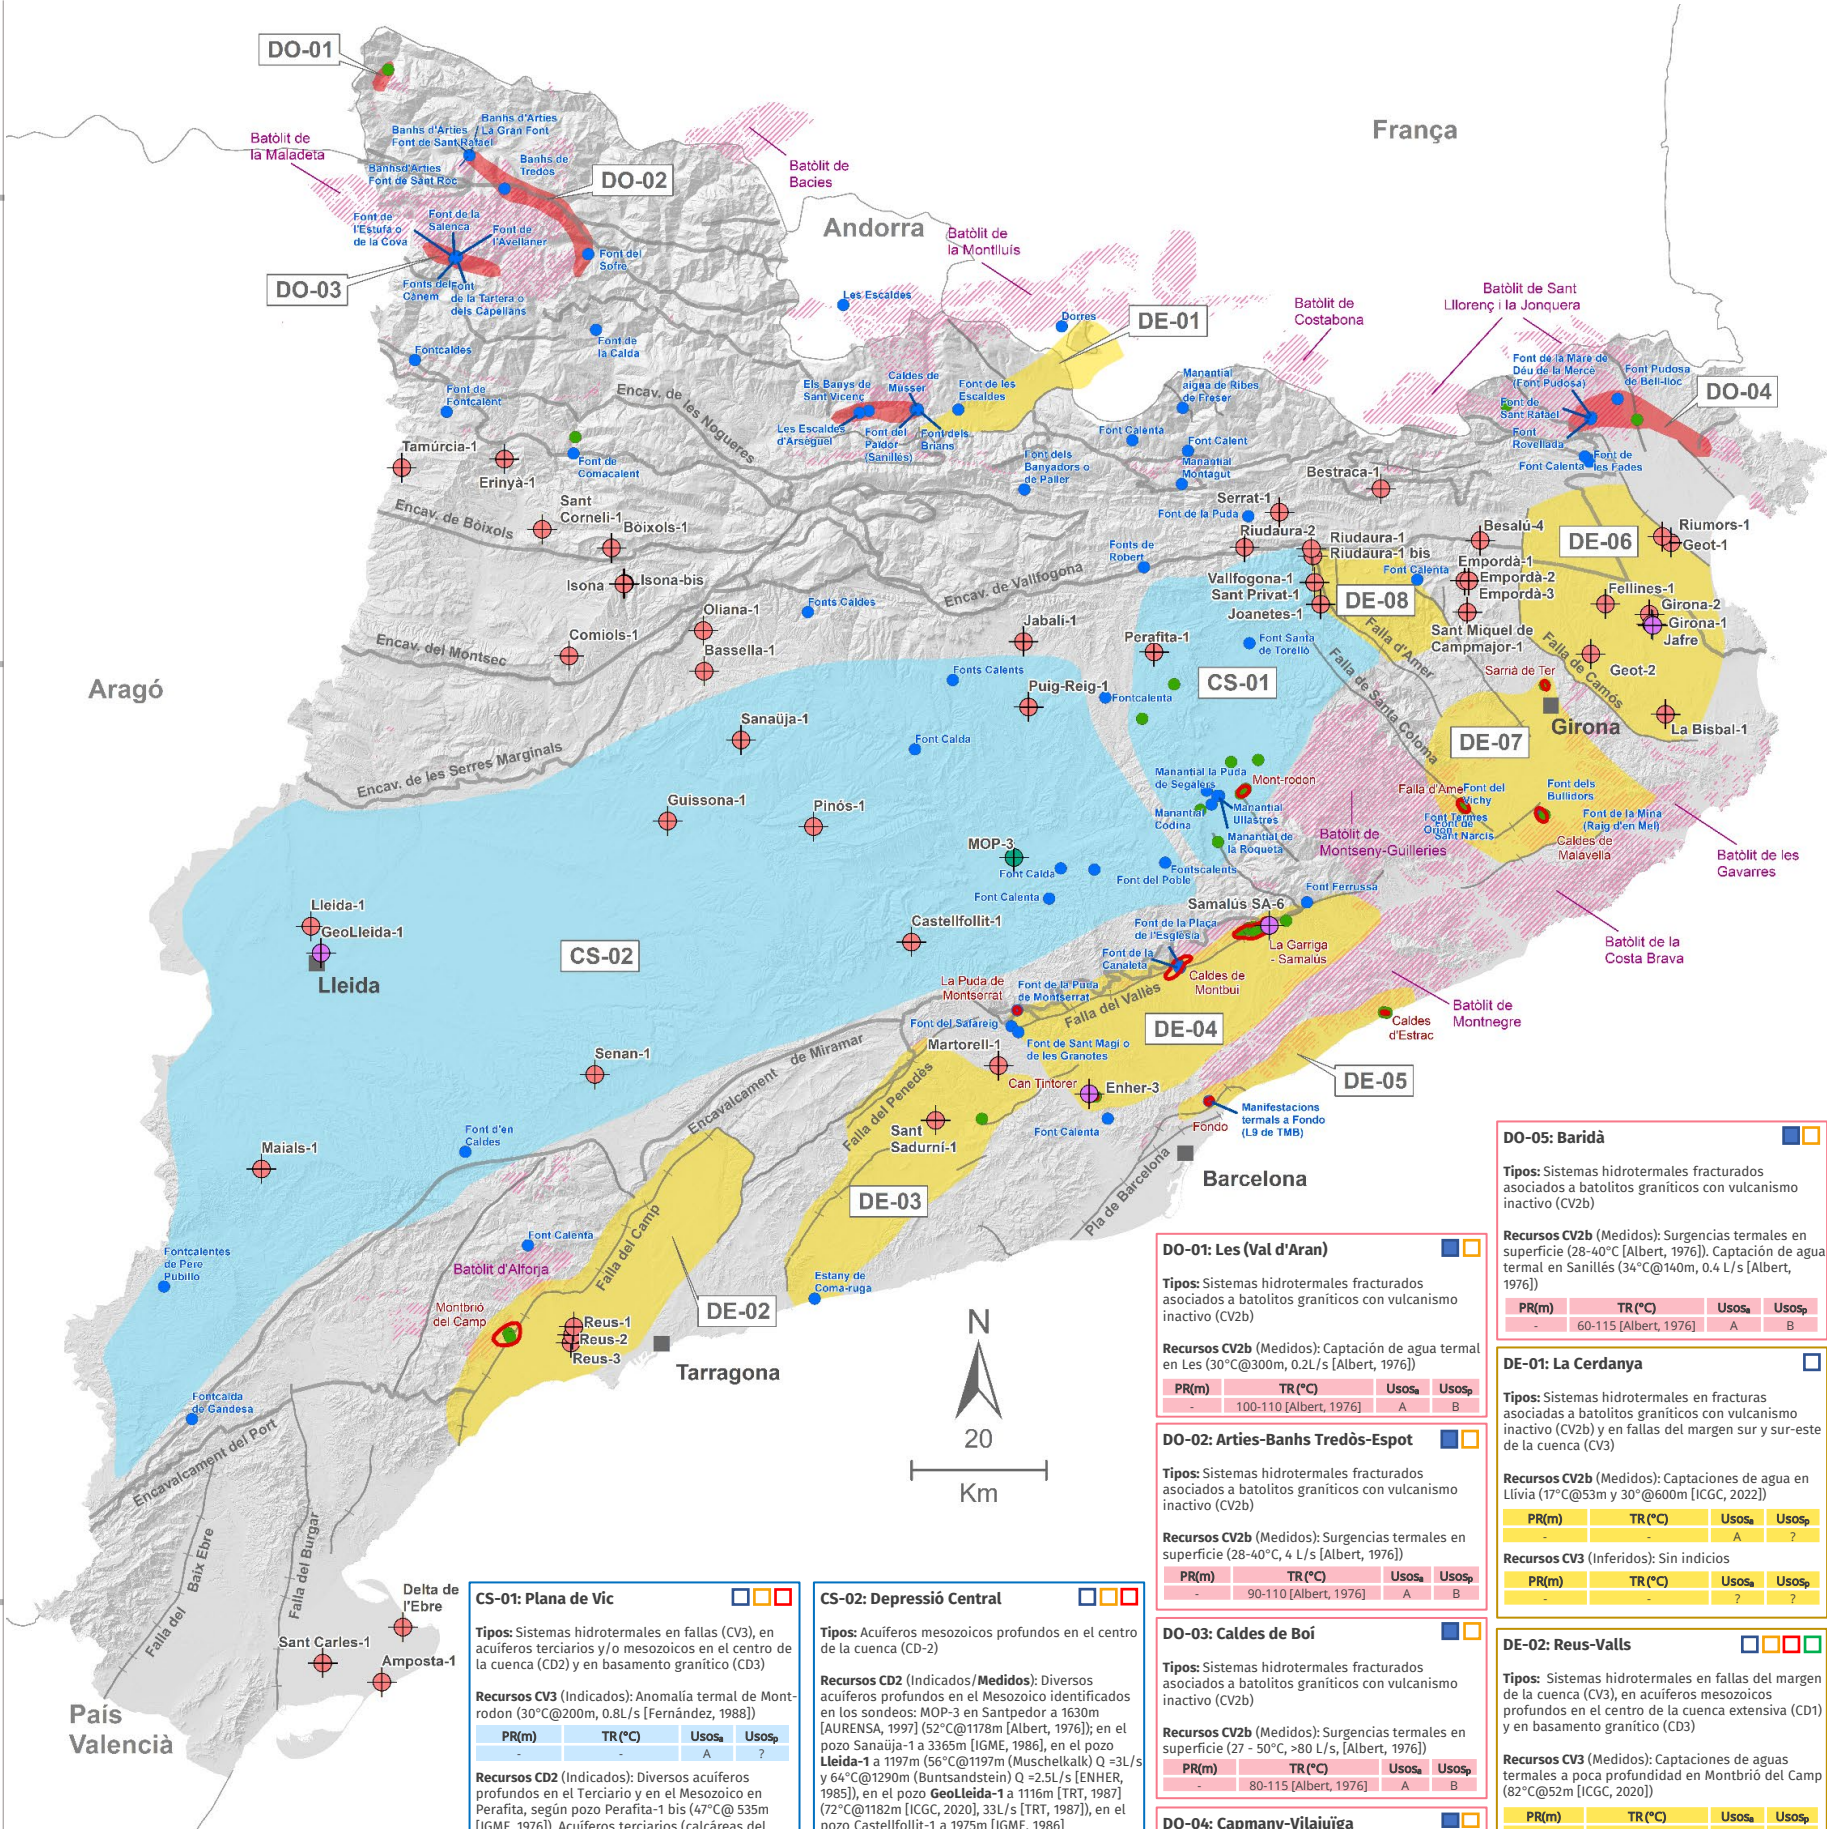 DO-01
Banhs d'Arties
La Gran Font
Banhs d'Arties
Font de Sant Rafael
Banhs de
Tredòs
Banhsd'Arties
Font de Sant Roc
DO-02
Batòlit de
la Maladeta
Batòlit de
Bacies
França
Andorra
Font de
l'Estufa o
de la Cova
Font de la
Salenca
Font de
l'Avellaner
Font del
Sofre
DO-03
Fonts del
Cànem
Font
de la Tartera o
dels Capellans
Batòlit de
la Montlluís
Les Escaldes
Dorres
DE-01
Batòlit de
Costabona
Batòlit de Sant
Llorenç i la Jonquera
Font de
la Calda
Fontcaldes
Font de
Fontcalent
Encav. de les Nogueres
Els Banys de
Sant Vicenç
Caldes de
Músser
Font de les
Escaldes
Les Escaldes
d'Arsèguel
Font del
Paidor
(Sanillés)
Font dels
Brians
Manantial
aigua de Ribes
de Freser
Font de la Mare de
Déu de la Mercè
(Font Pudosa)
Font Pudosa
de Bell-lloc
DO-04
Font de
Sant Rafael
Font
Rovellada
Font Calenta
Font de
les Fades
Font Calenta
Font Calent
Manantial
Montagut
Font dels
Banyadors o
de Paller
Tamúrcia-1
Erinyà-1
Font de
Comacalent
Sant
Corneli-1
Bòixols-1
Encav. de Bòixols
Isona
Isona-bis
Bestraca-1
Serrat-1
Font de la Puda
Riudaura-2
Riudaura-1
Riudaura-1 bis
Fonts de
Robert
Encav. de Vallfogona
Vallfogona-1
Sant Privat-1
Joanetes-1
DE-08
Font Calenta
Besalú-4
Empordà-1
Empordà-2
Empordà-3
DE-06
Riumors-1
Geot-1
Fellines-1
Girona-2
Girona-1
Jafre
Sant Miquel de
Campmajor-1
Geot-2
Oliana-1
Fonts Caldes
Comiols-1
Bassella-1
Encav. del Montsec
Jabalí-1
Perafita-1
Font Santa
de Torelló
Falla d'Amer
Falla de Santa Coloma
Falla de Camós
Sarrià de Ter
Girona
La Bisbal-1
Aragó
CS-01
Fonts Calents
Puig-Reig-1
Fontcalenta
DE-07
Sanaüja-1
Font Calda
Encav. de les Serres Marginals
Manantial la Puda
de Segalers
Mont-rodon
Manantial
Ullastres
Manantial
Codina
Manantial de
la Roqueta
Batòlit de
Montseny-Guilleries
Falla d'Ame
Font del
Vichy
Font Termes
Orion
Font de
Sant Narcís
Font dels
Bullidors
Font de la Mina
(Raig d'en Mel)
Caldes de
Malavella
Batòlit de les
Gavarres
Guissona-1
Pinós-1
MOP-3
Font Calda
Font Calenta
Font del Poble
Fontscalents
Font Ferrussa
Lleida-1
GeoLleida-1
Lleida
CS-02
Castellfollit-1
Samalús SA-6
Font de la Plaça
de l'Església
Font de la
Canaleta
La Garriga
- Samalús
Caldes de
Montbui
Batòlit de la
Costa Brava
La Puda de
Montserrat
Font de la Puda
de Montserrat
Falla del Vallès
Batòlit de
Montnegre
Caldes
d'Estrac
Font del Safareig
Font de Sant Magí o
de les Granotes
DE-04
DE-05
Senan-1
Encavalcament de Miramar
Martorell-1
Can Tintorer
Enher-3
Falla del Penedès
Sant
Sadurní-1
Font Calenta
Fondo
Manifestacions
termals a Fondo
(L9 de TMB)
Maials-1
Font d'en
Caldes
DE-03
Pla de Barcelona
Barcelona
Fontcalentes
de Pere
Pubillo
Font Calenta
Batòlit d'Alforja
Falla del Camp
Estany de
Coma-ruga
DE-02
Montbrió
del Camp
Reus-1
Reus-2
Reus-3
Tarragona
N
20
Km
Fontcalda
de Gandesa
Encavalcament del Port
Falla del Baix Ebre
Falla del Burgar
Delta de
l'Ebre
Sant Carles-1
Amposta-1
País
Valencià
CS-01: Plana de Vic
Tipos: Sistemas hidrotermales en fallas (CV3), en
acuíferos terciarios y/o mesozoicos en el centro de
la cuenca (CD2) y en basamento granítico (CD3)
Recursos CV3 (Indicados): Anomalía termal de Mont-
rodon (30°C@200m, 0.8L/s [Fernández, 1988])
PR(m) TR(°C) Usosₐ Usosₚ
- - A ?
Recursos CD2 (Indicados): Diversos acuíferos
profundos en el Terciario y en el Mesozoico en
Perafita, según pozo Perafita-1 bis (47°C@ 535m
[IGME, 1976]). Acuíferos terciarios (calcáreas del
CS-02: Depressió Central
Tipos: Acuíferos mesozoicos profundos en el centro
de la cuenca (CD-2)
Recursos CD2 (Indicados/Medidos): Diversos
acuíferos profundos en el Mesozoico identificados
en los sondeos: MOP-3 en Santpedor a 1630m
[AURENSA, 1997] (52°C@1178m [Albert, 1976]); en el
pozo Sanaüja-1 a 3365m [IGME, 1986], en el pozo
Lleida-1 a 1197m (56°C@1197m (Muschelkalk) Q =3L/s
y 64°C@1290m (Buntsandstein) Q =2.5L/s [ENHER,
1985]), en el pozo GeoLleida-1 a 1116m [TRT, 1987]
(72°C@1182m [ICGC, 2020], 33L/s [TRT, 1987]), en el
pozo Castellfollit-1 a 1975m [IGME, 1986]
DO-01: Les (Val d'Aran)
Tipos: Sistemas hidrotermales fracturados
asociados a batolitos graníticos con vulcanismo
inactivo (CV2b)
Recursos CV2b (Medidos): Captación de agua termal
en Les (30°C@300m, 0.2L/s [Albert, 1976])
PR(m) TR(°C) Usosₐ Usosₚ
- 100-110 [Albert, 1976] A B
DO-02: Arties-Banhs Tredòs-Espot
Tipos: Sistemas hidrotermales fracturados
asociados a batolitos graníticos con vulcanismo
inactivo (CV2b)
Recursos CV2b (Medidos): Surgencias termales en
superficie (28-40°C, 4 L/s [Albert, 1976])
PR(m) TR(°C) Usosₐ Usosₚ
- 90-110 [Albert, 1976] A B
DO-03: Caldes de Boí
Tipos: Sistemas hidrotermales fracturados
asociados a batolitos graníticos con vulcanismo
inactivo (CV2b)
Recursos CV2b (Medidos): Surgencias termales en
superficie (27 - 50°C, >80 L/s, [Albert, 1976])
PR(m) TR(°C) Usosₐ Usosₚ
- 80-115 [Albert, 1976] A B
DO-04: Capmany-Vilajuïga
DO-05: Baridà
Tipos: Sistemas hidrotermales fracturados
asociados a batolitos graníticos con vulcanismo
inactivo (CV2b)
Recursos CV2b (Medidos): Surgencias termales en
superficie (28-40°C [Albert, 1976]). Captación de agua
termal en Sanillés (34°C@140m, 0.4 L/s [Albert,
1976])
PR(m) TR(°C) Usosₐ Usosₚ
- 60-115 [Albert, 1976] A B
DE-01: La Cerdanya
Tipos: Sistemas hidrotermales en fracturas
asociadas a batolitos graníticos con vulcanismo
inactivo (CV2b) y en fallas del margen sur y sur-este
de la cuenca (CV3)
Recursos CV2b (Medidos): Captaciones de agua en
Llívia (17°C@53m y 30°@600m [ICGC, 2022])
PR(m) TR(°C) Usosₐ Usosₚ
- - A ?
Recursos CV3 (Inferidos): Sin indicios
PR(m) TR(°C) Usosₐ Usosₚ
- - ? ?
DE-02: Reus-Valls
Tipos: Sistemas hidrotermales en fallas del margen
de la cuenca (CV3), en acuíferos mesozoicos
profundos en el centro de la cuenca extensiva (CD1)
y en basamento granítico (CD3)
Recursos CV3 (Medidos): Captaciones de aguas
termales a poca profundidad en Montbrió del Camp
(82°C@52m [ICGC, 2020])
PR(m) TR(°C) Usosₐ Usosₚ